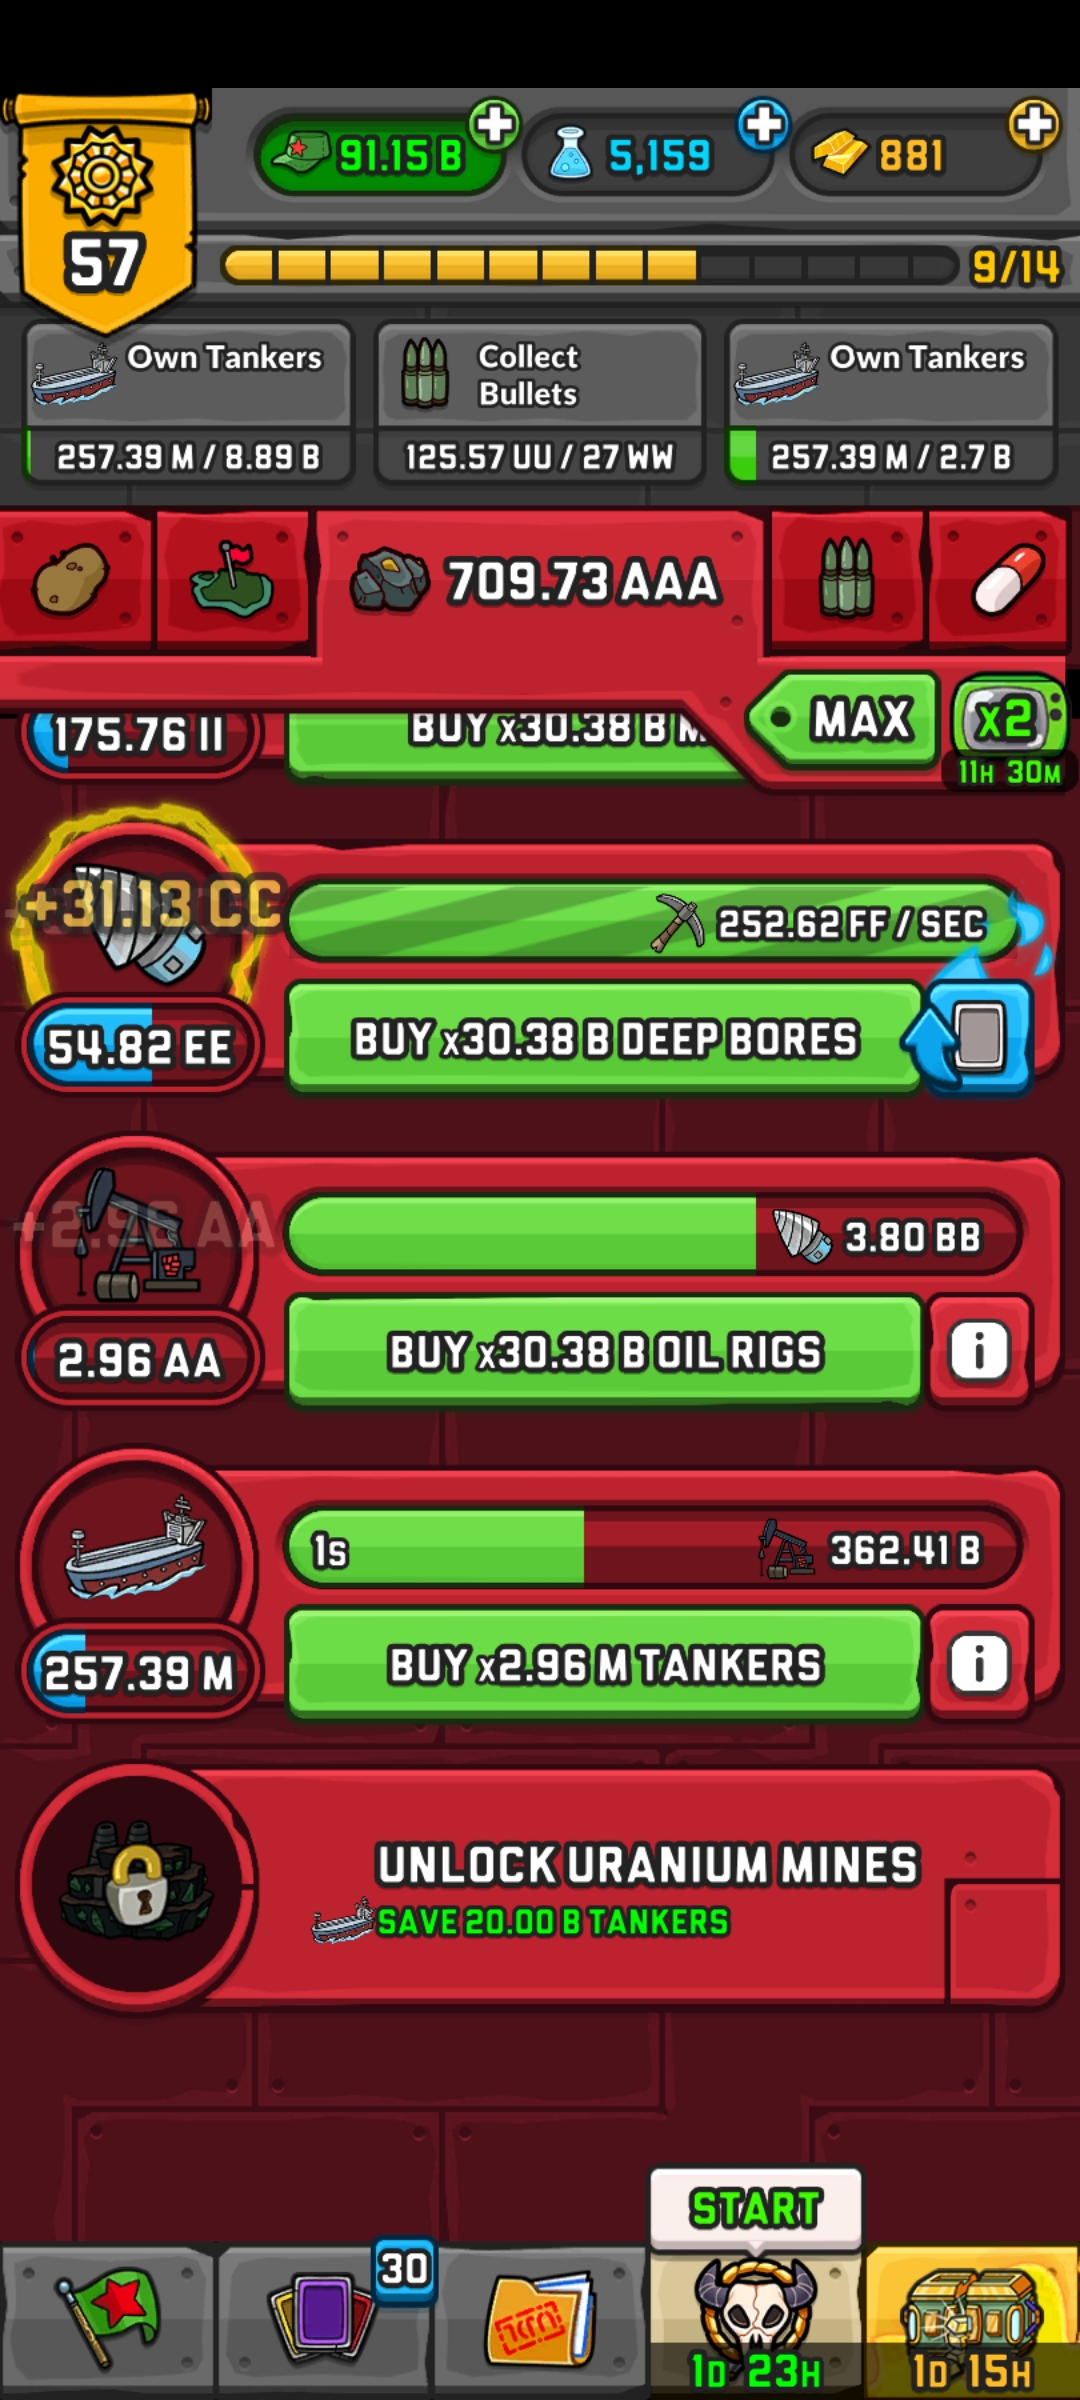 91.15 B
5,159
881
57
9/14
Own Tankers
257.39 M / 8.89 B
Collect
Bullets
125.57 UU / 27 WW
Own Tankers
257.39 M / 2.7 B
709.73 AAA
MAX
x2
11H 30M
175.76 II
BUY x30.38 B M
+31.13 CC
252.62 FF / SEC
54.82 EE
BUY x30.38 B DEEP BORES
+2.96 AA
3.80 BB
2.96 AA
BUY x30.38 B OIL RIGS
i
1s
362.41 B
257.39 M
BUY x2.96 M TANKERS
i
UNLOCK URANIUM MINES
SAVE 20.00 B TANKERS
START
30
1D 23H
1D 15H